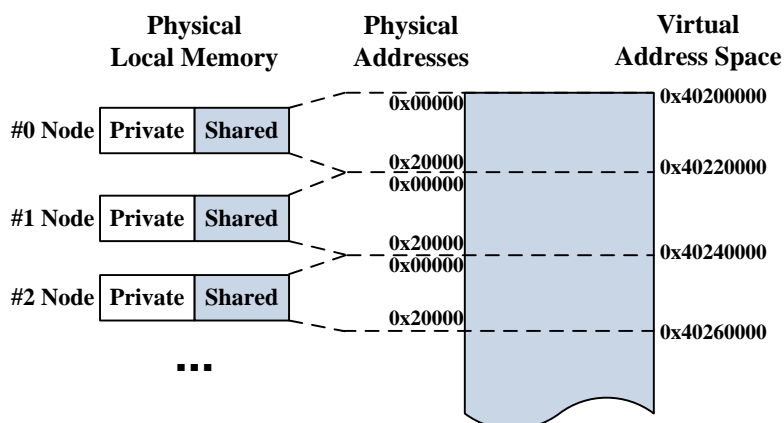 Physical
Local Memory
Physical
Addresses
Virtual
Address Space
#0 Node
Private
Shared
0x00000
0x20000
0x40200000
0x40220000
#1 Node
Private
Shared
0x00000
0x20000
0x40240000
#2 Node
Private
Shared
0x00000
0x20000
0x40260000
...